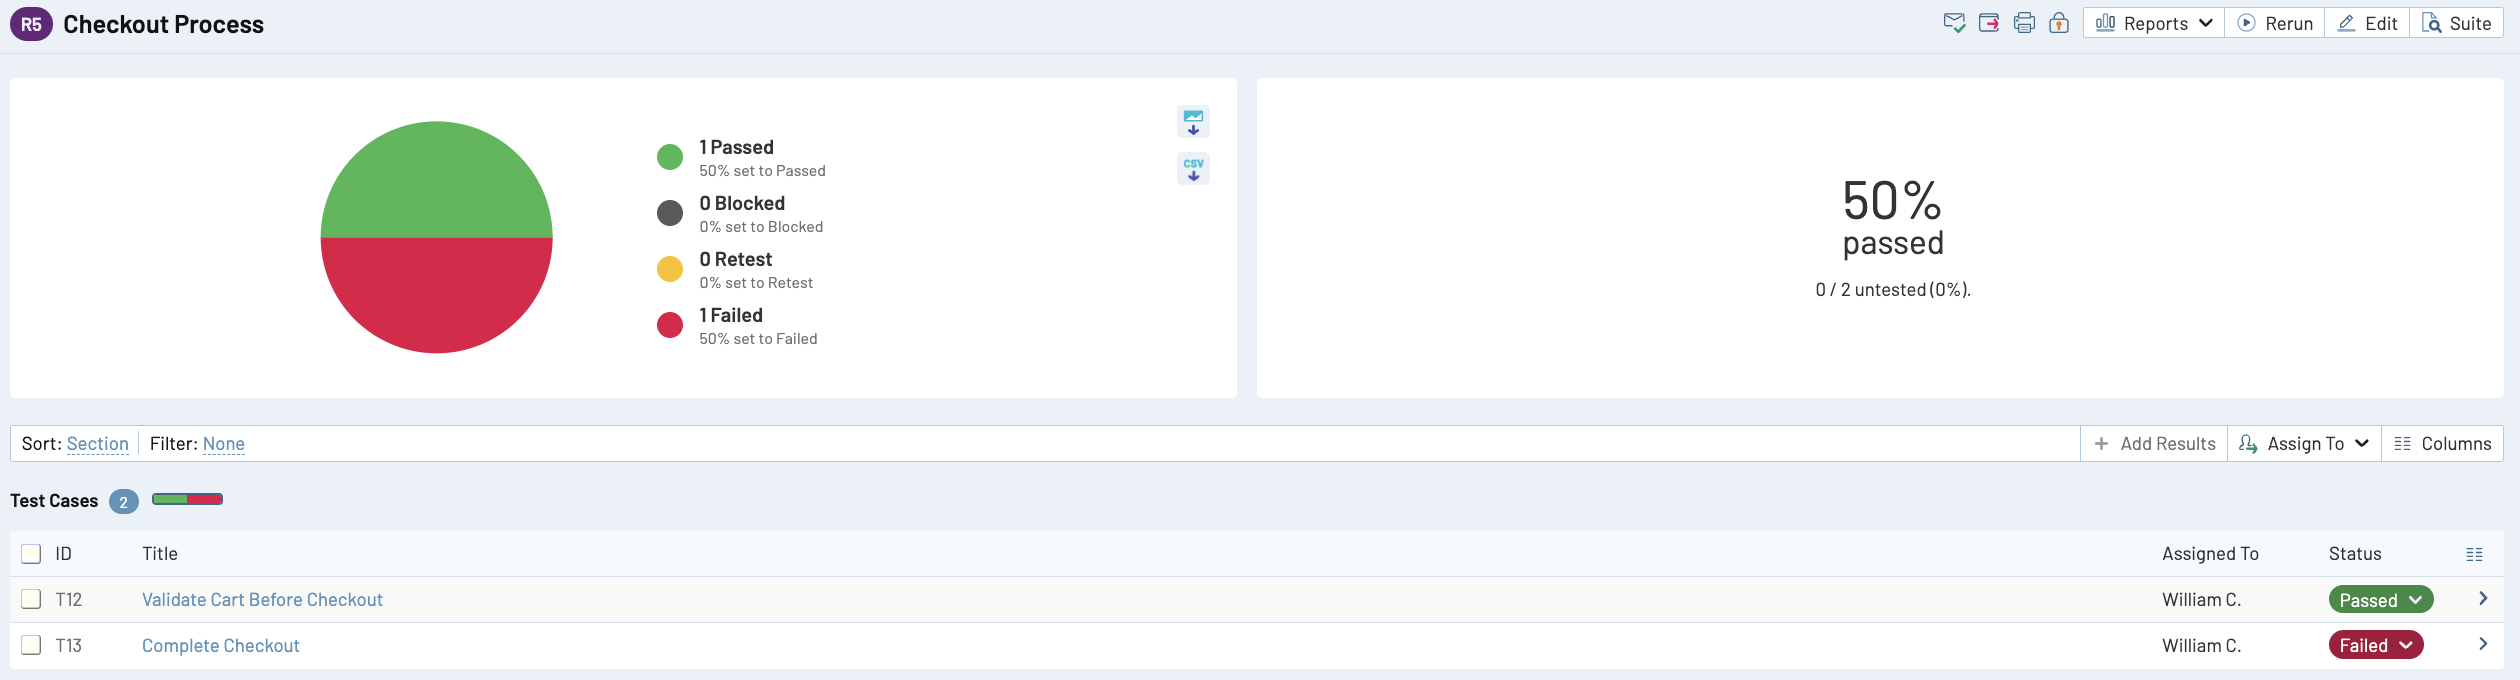 R5 Checkout Process
Reports Rerun Edit Suite
1 Passed
50% set to Passed
0 Blocked
0% set to Blocked
0 Retest
0% set to Retest
1 Failed
50% set to Failed
CSV
50%
passed
0 / 2 untested (0%).
Sort: Section Filter: None + Add Results Assign To Columns
Test Cases 2
ID Title Assigned To Status
T12 Validate Cart Before Checkout William C. Passed
T13 Complete Checkout William C. Failed